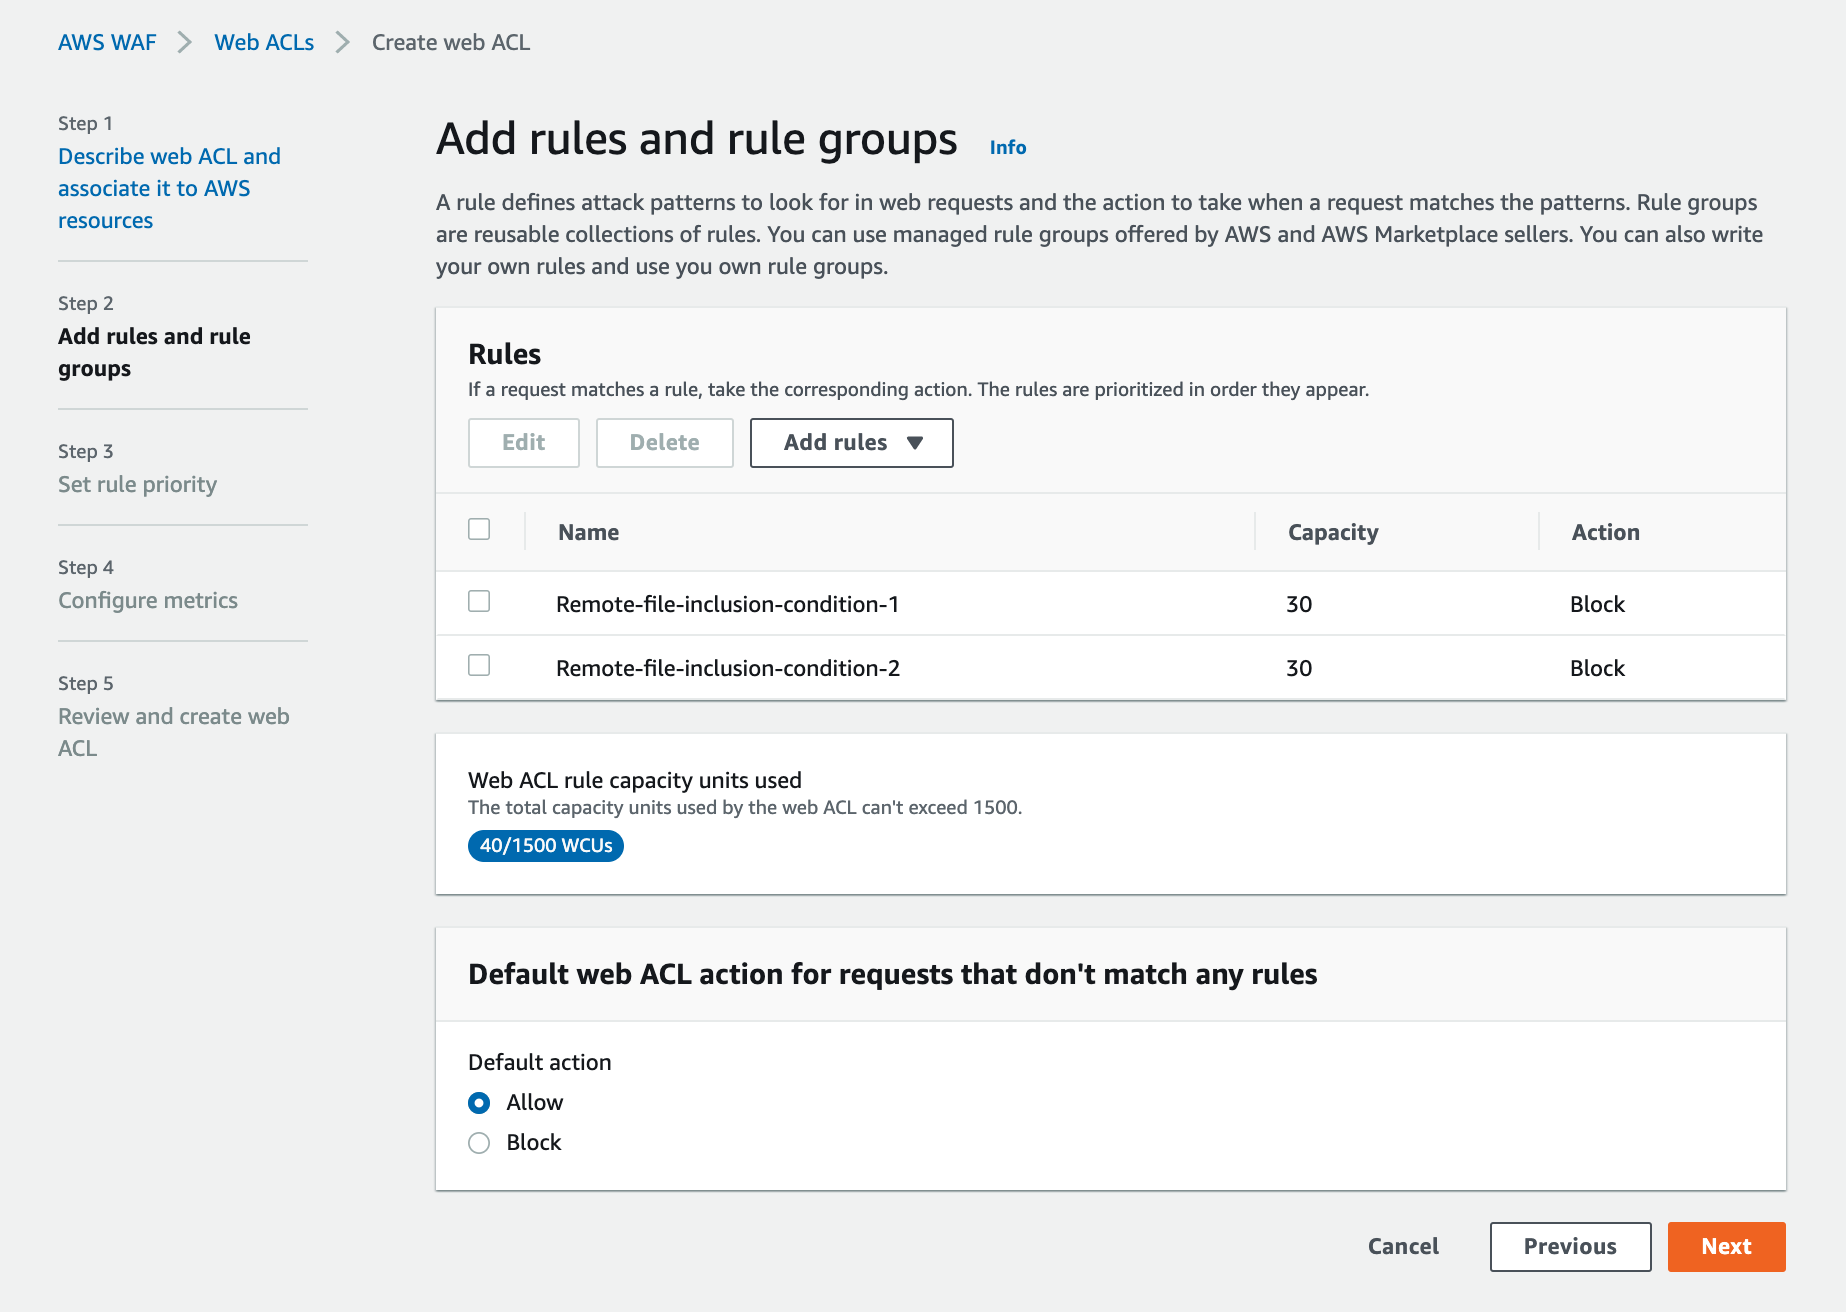 AWS WAF > Web ACLs > Create web ACL
Step 1
Describe web ACL and
associate it to AWS
resources
Step 2
Add rules and rule
groups
Step 3
Set rule priority
Step 4
Configure metrics
Step 5
Review and create web
ACL
Add rules and rule groups Info
A rule defines attack patterns to look for in web requests and the action to take when a request matches the patterns. Rule groups
are reusable collections of rules. You can use managed rule groups offered by AWS and AWS Marketplace sellers. You can also write
your own rules and use you own rule groups.
Rules
If a request matches a rule, take the corresponding action. The rules are prioritized in order they appear.
Edit Delete Add rules
Name Capacity Action
Remote-file-inclusion-condition-1 30 Block
Remote-file-inclusion-condition-2 30 Block
Web ACL rule capacity units used
The total capacity units used by the web ACL can't exceed 1500.
40/1500 WCUs
Default web ACL action for requests that don't match any rules
Default action
Allow
Block
Cancel Previous Next